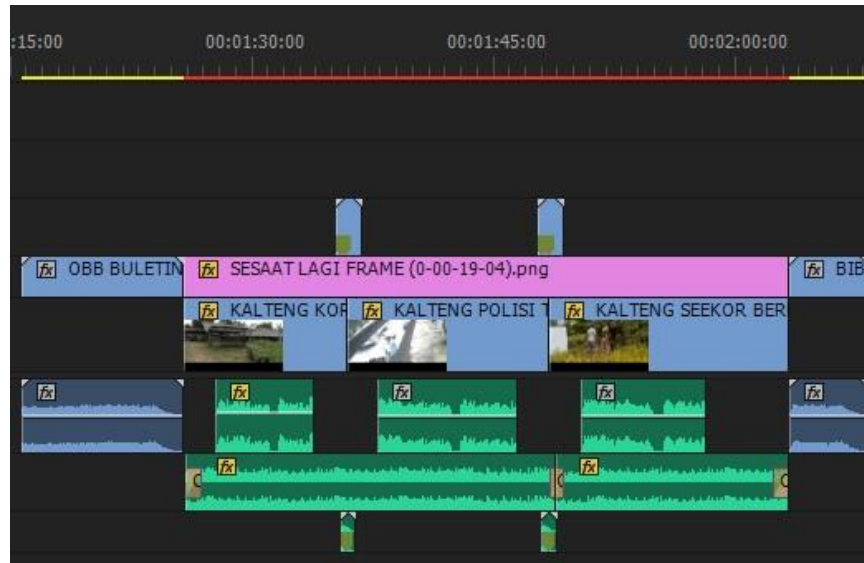 :15:00 00:01:30:00 00:01:45:00 00:02:00:00
fx OBB BULETIN fx SESAAT LAGI FRAME (0-00-19-04).png fx BIB
fx KALTENG KOR fx KALTENG POLISI T fx KALTENG SEEKOR BER
fx fx fx fx fx
fx fx